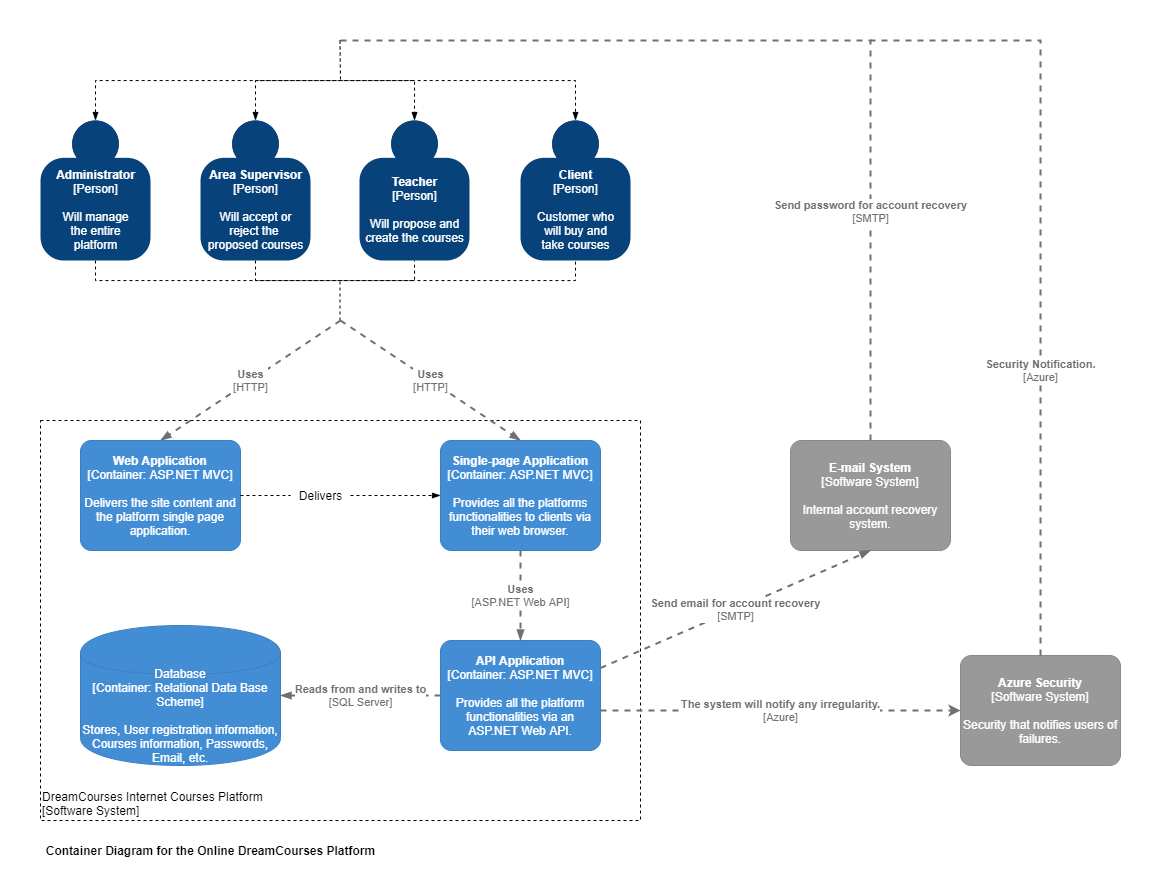 Administrator
[Person]
Will manage
the entire
platform
Area Supervisor
[Person]
Will accept or
reject the
proposed courses
Teacher
[Person]
Will propose and
create the courses
Client
[Person]
Customer who
will buy and
take courses
Send password for account recovery
[SMTP]
Security Notification.
[Azure]
Uses
[HTTP]
Uses
[HTTP]
Web Application
[Container: ASP.NET MVC]
Delivers the site content and
the platform single page
application.
Delivers
Single-page Application
[Container: ASP.NET MVC]
Provides all the platforms
functionalities to clients via
their web browser.
E-mail System
[Software System]
Internal account recovery
system.
Uses
[ASP.NET Web API]
Send email for account recovery
[SMTP]
Database
[Container: Relational Data Base
Scheme]
Stores, User registration information,
Courses information, Passwords,
Email, etc.
Reads from and writes to
[SQL Server]
API Application
[Container: ASP.NET MVC]
Provides all the platform
functionalities via an
ASP.NET Web API.
The system will notify any irregularity.
[Azure]
Azure Security
[Software System]
Security that notifies users of
failures.
DreamCourses Internet Courses Platform
[Software System]
Container Diagram for the Online DreamCourses Platform